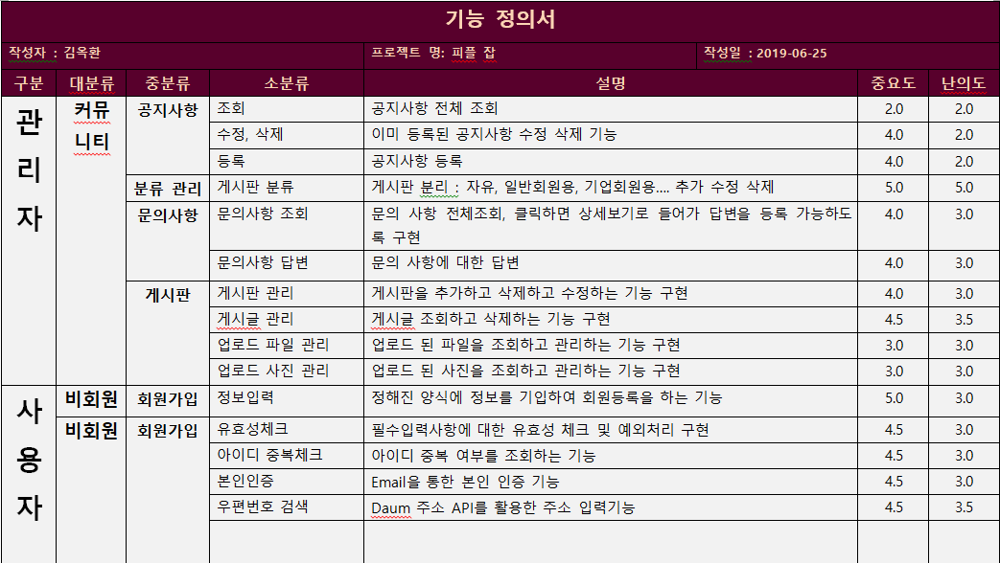 기능 정의서
작성자 : 김옥환 프로젝트 명: 피플 잡 작성일 : 2019-06-25
구분 대분류 중분류 소분류 설명 중요도 난의도
관리자 커뮤니티 공지사항 조회 공지사항 전체 조회 2.0 2.0
수정, 삭제 이미 등록된 공지사항 수정 삭제 기능 4.0 2.0
등록 공지사항 등록 4.0 2.0
분류 관리 게시판 분류 게시판 분리 : 자유, 일반회원용, 기업회원용.... 추가 수정 삭제 5.0 5.0
문의사항 문의사항 조회 문의 사항 전체조회, 클릭하면 상세보기로 들어가 답변을 등록 가능하도 4.0 3.0
록 구현
문의사항 답변 문의 사항에 대한 답변 4.0 3.0
게시판 게시판 관리 게시판을 추가하고 삭제하고 수정하는 기능 구현 4.0 3.0
게시글 관리 게시글 조회하고 삭제하는 기능 구현 4.5 3.5
업로드 파일 관리 업로드 된 파일을 조회하고 관리하는 기능 구현 3.0 3.0
업로드 사진 관리 업로드 된 사진을 조회하고 관리하는 기능 구현 3.0 3.0
사용자 비회원 회원가입 정보입력 정해진 양식에 정보를 기입하여 회원등록을 하는 기능 5.0 3.0
비회원 회원가입 유효성체크 필수입력사항에 대한 유효성 체크 및 예외처리 구현 4.5 3.0
아이디 중복체크 아이디 중복 여부를 조회하는 기능 4.5 3.0
본인인증 Email을 통한 본인 인증 기능 4.5 3.0
우편번호 검색 Daum 주소 API를 활용한 주소 입력기능 4.5 3.5